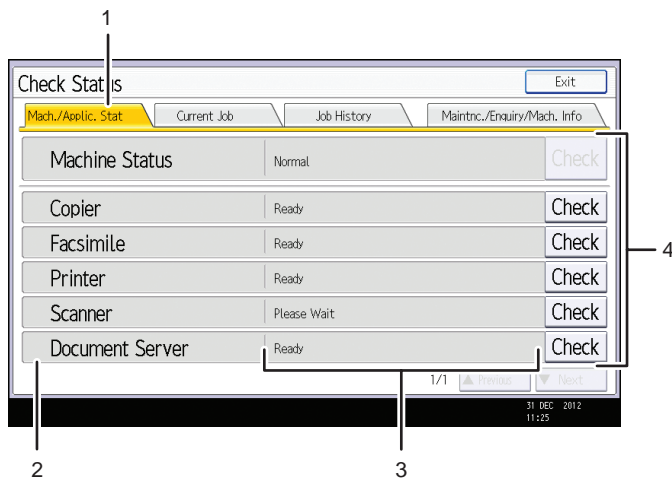 1
Check Status
Exit
Mach./Applic. Stat Current Job Job History Maintnc./Enquiry/Mach. Info
Machine Status Normal Check
Copier Ready Check
Facsimile Ready Check
Printer Ready Check
Scanner Please Wait Check
Document Server Ready Check
4
1/1 ▲ Previous ▼ Next
31 DEC 2012
11:25
2 3